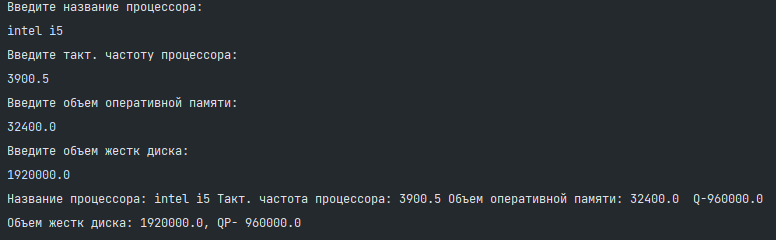 Введите название процессора:
intel i5
Введите такт. частоту процессора:
3900.5
Введите объем оперативной памяти:
32400.0
Введите объем жестк диска:
1920000.0
Название процессора: intel i5 Такт. частота процессора: 3900.5 Объем оперативной памяти: 32400.0  Q-960000.0
Объем жестк диска: 1920000.0, QP- 960000.0